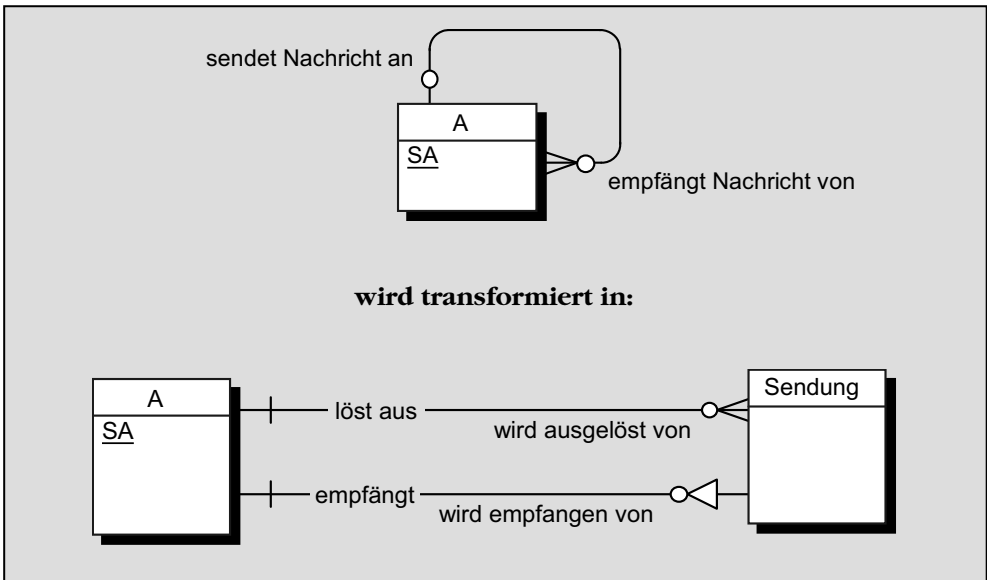 sendet Nachricht an
A
SA
empfängt Nachricht von
wird transformiert in:
A
SA
löst aus
wird ausgelöst von
empfängt
wird empfangen von
Sendung